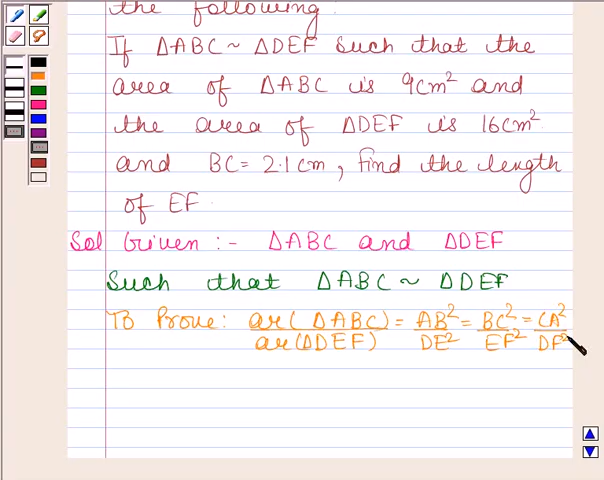 the following.
If ΔABC ~ ΔDEF such that the
area of ΔABC is 9cm² and
the area of ΔDEF is 16cm²
and BC = 2.1cm, find the length
of EF.
Sol Given :- ΔABC and ΔDEF
Such that ΔABC ~ ΔDEF
To Prove: ar(ΔABC)/ar(ΔDEF) = AB²/DE² = BC²/EF² = CA²/DF²